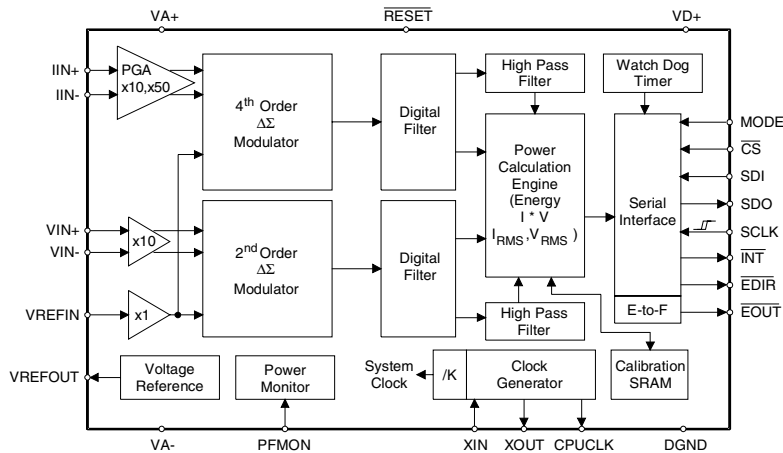 VA+
RESET
VD+
IIN+
IIN-
PGA
x10,x50
4th Order
ΔΣ
Modulator
Digital
Filter
High Pass
Filter
Watch Dog
Timer
Power
Calculation
Engine
(Energy
I * V
IRMS,VRMS )
Serial
Interface
E-to-F
MODE
CS
SDI
SDO
SCLK
INT
EDIR
EOUT
VIN+
VIN-
x10
2nd Order
ΔΣ
Modulator
Digital
Filter
High Pass
Filter
VREFIN
x1
VREFOUT
Voltage
Reference
Power
Monitor
System
Clock
/K
Clock
Generator
Calibration
SRAM
VA-
PFMON
XIN
XOUT
CPUCLK
DGND